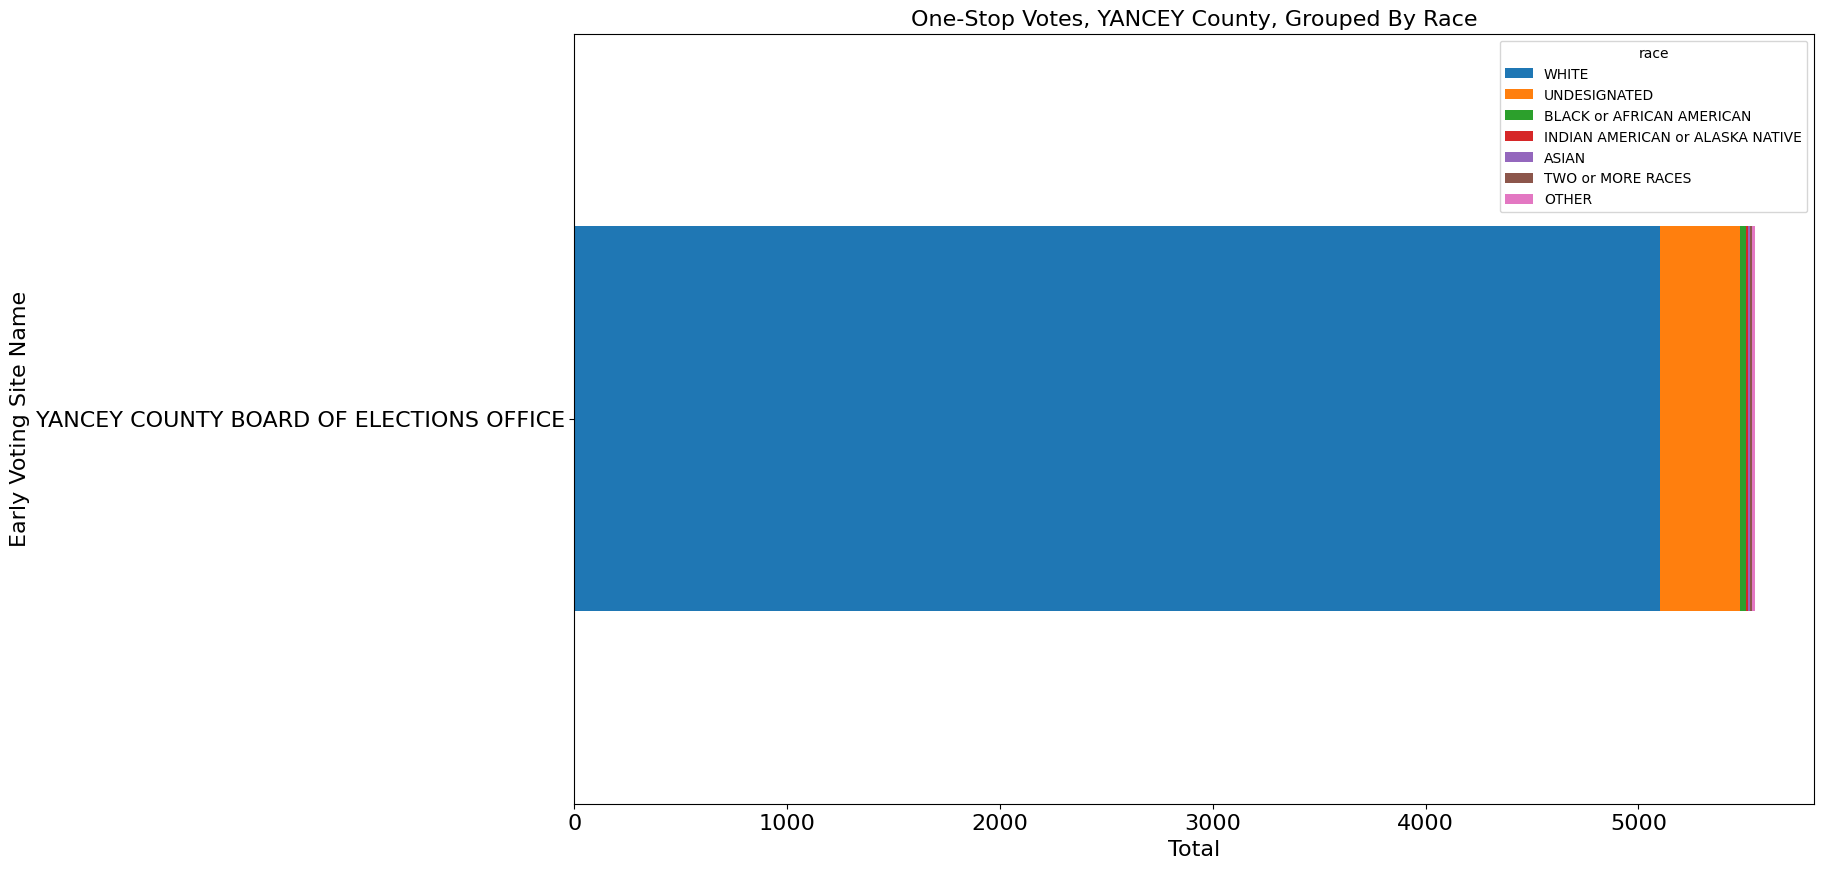 One-Stop Votes, YANCEY County, Grouped By Race
race
WHITE
UNDESIGNATED
BLACK or AFRICAN AMERICAN
INDIAN AMERICAN or ALASKA NATIVE
ASIAN
TWO or MORE RACES
OTHER
Early Voting Site Name
YANCEY COUNTY BOARD OF ELECTIONS OFFICE
0 1000 2000 3000 4000 5000
Total